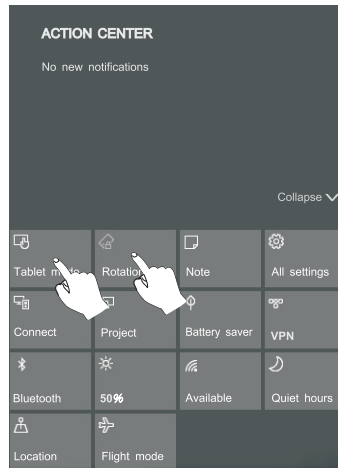 ACTION CENTER
No new notifications
Collapse
Tablet mode
Rotation
Note
All settings
Connect
Project
Battery saver
VPN
Bluetooth
50%
Available
Quiet hours
Location
Flight mode